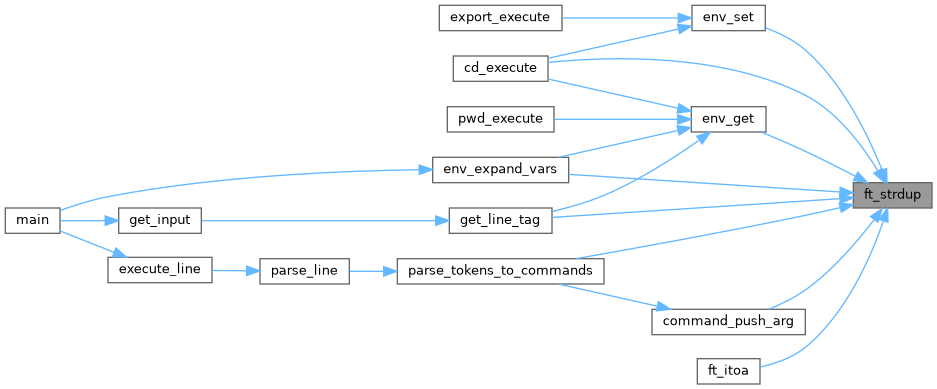 export_execute
env_set
cd_execute
pwd_execute
env_get
env_expand_vars
ft_strdup
main
get_input
get_line_tag
execute_line
parse_line
parse_tokens_to_commands
command_push_arg
ft_itoa